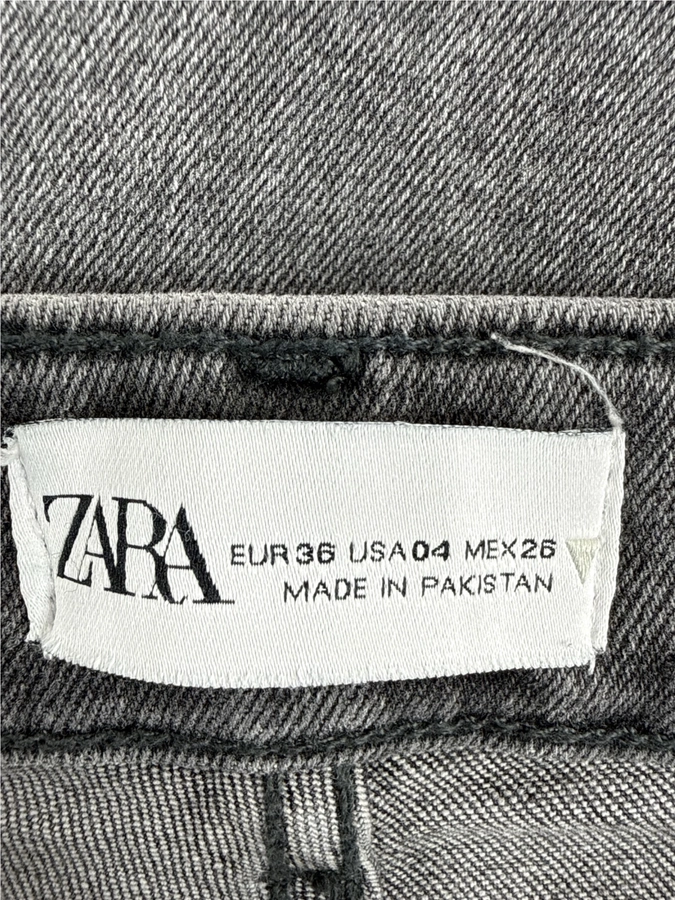 ZARA
EUR 36 USA 04 MEX 26
MADE IN PAKISTAN